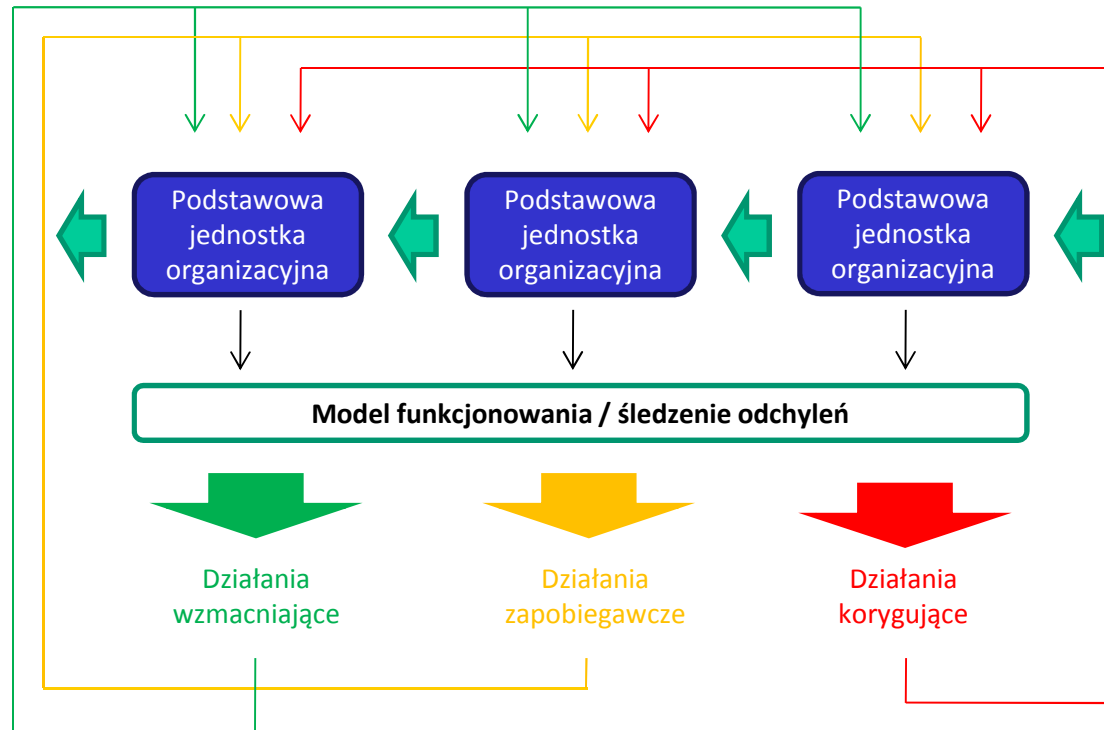 Podstawowa
jednostka
organizacyjna
Podstawowa
jednostka
organizacyjna
Podstawowa
jednostka
organizacyjna
Model funkcjonowania / śledzenie odchyleń
Działania
wzmacniające
Działania
zapobiegawcze
Działania
korygujące